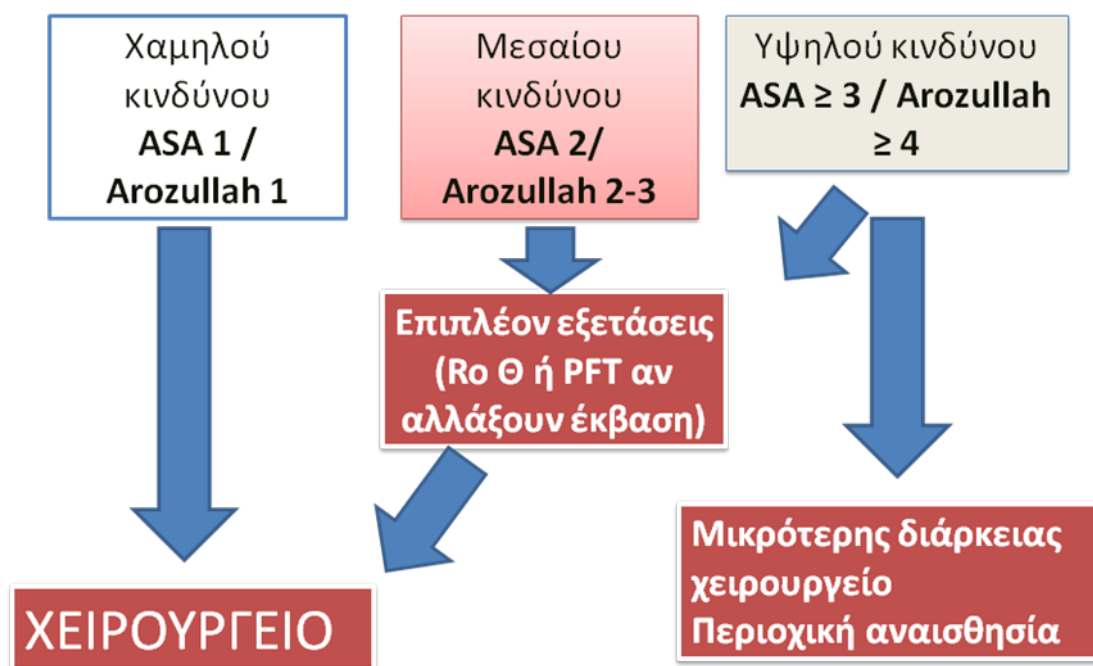 Χαμηλού
κινδύνου
ASA 1 /
Arozullah 1
Μεσαίου
κινδύνου
ASA 2/
Arozullah 2-3
Υψηλού κινδύνου
ASA ≥ 3 / Arozullah
≥ 4
Επιπλέον εξετάσεις
(Ro Θ ή PFT αν
αλλάξουν έκβαση)
ΧΕΙΡΟΥΡΓΕΙΟ
Μικρότερης διάρκειας
χειρουργείο
Περιοχική αναισθησία